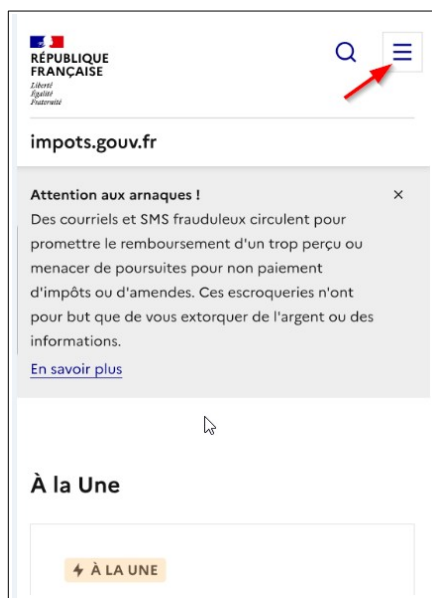 RÉPUBLIQUE
FRANÇAISE
Liberté
Égalité
Fraternité
impots.gouv.fr
Attention aux arnaques !
Des courriels et SMS frauduleux circulent pour
promettre le remboursement d'un trop perçu ou
menacer de poursuites pour non paiement
d'impôts ou d'amendes. Ces escroqueries n'ont
pour but que de vous extorquer de l'argent ou des
informations.
En savoir plus
À la Une
À LA UNE